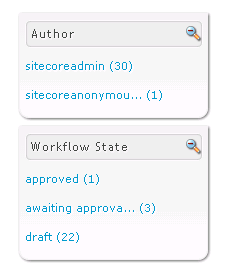 Author
sitecoreadmin (30)
sitecoreanonymou... (1)
Workflow State
approved (1)
awaiting approva... (3)
draft (22)